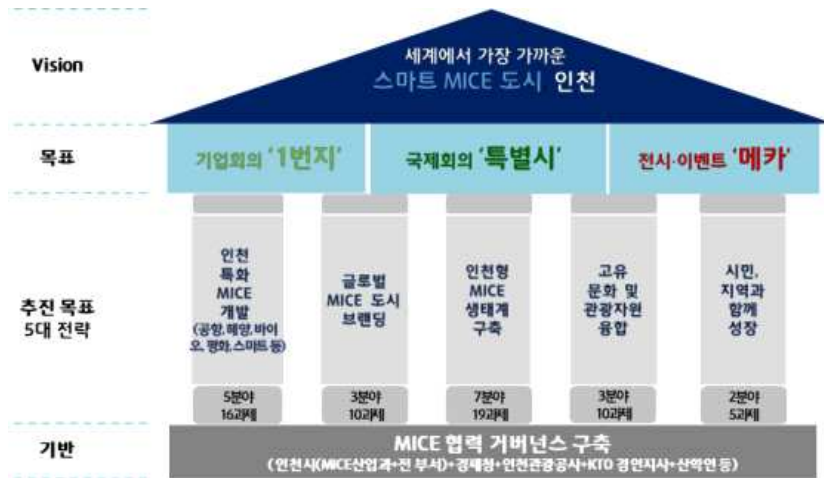 Vision
세계에서 가장 가까운
스마트 MICE 도시 인천
목표
기업회의 '1번지'
국제회의 '특별시'
전시·이벤트 '메카'
추진 목표
5대 전략
인천
특화
MICE
개발
(공항, 해양, 바이
오, 평화, 스마트 등)
글로벌
MICE 도시
브랜딩
인천형
MICE
생태계
구축
고유
문화 및
관광자원
융합
시민,
지역과
함께
성장
5분야
16과제
3분야
10과제
7분야
19과제
3분야
10과제
2분야
5과제
기반
MICE 협력 거버넌스 구축
(인천시(MICE산업과+전 부서)+경제청+인천관광공사+KTO 경인지사+산학연 등)